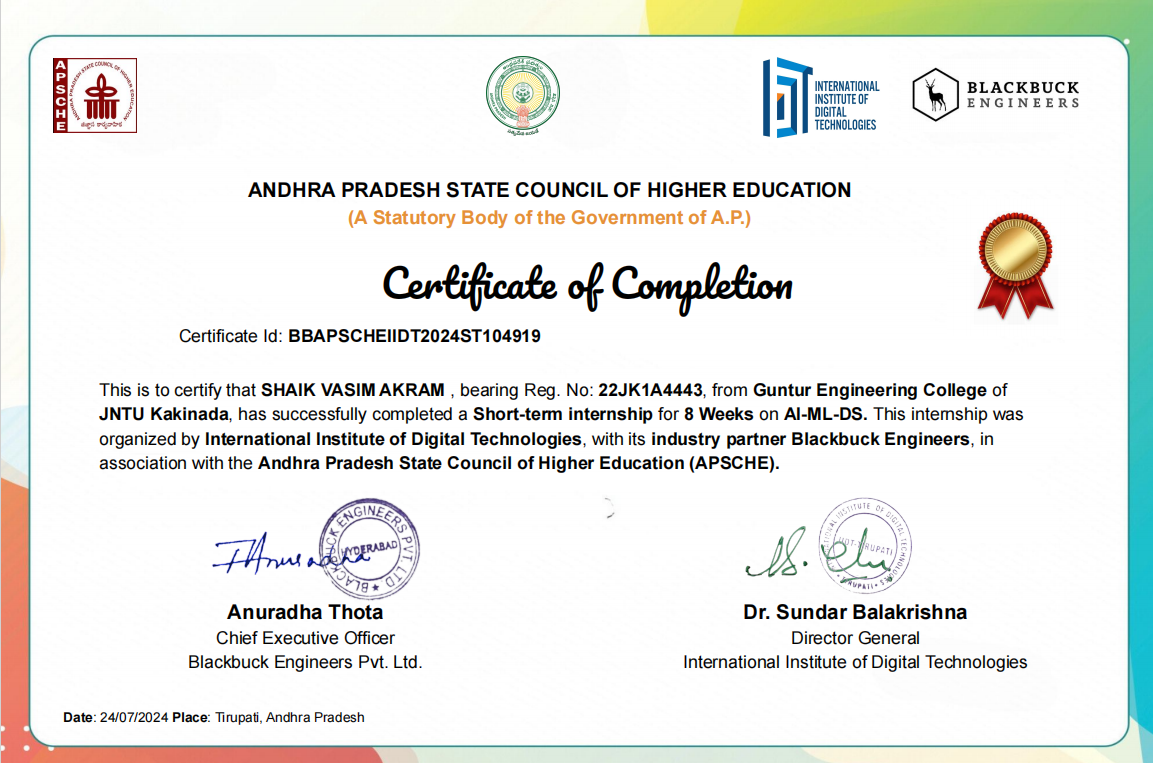 APSCHE
ANDHRA PRADESH STATE COUNCIL OF HIGHER EDUCATION
INTERNATIONAL
INSTITUTE OF
DIGITAL
TECHNOLOGIES
BLACKBUCK
ENGINEERS
ANDHRA PRADESH STATE COUNCIL OF HIGHER EDUCATION
(A Statutory Body of the Government of A.P.)
Certificate of Completion
Certificate Id: BBAPSCHEIIDT2024ST104919
This is to certify that SHAIK VASIM AKRAM , bearing Reg. No: 22JK1A4443, from Guntur Engineering College of
JNTU Kakinada, has successfully completed a Short-term internship for 8 Weeks on AI-ML-DS. This internship was
organized by International Institute of Digital Technologies, with its industry partner Blackbuck Engineers, in
association with the Andhra Pradesh State Council of Higher Education (APSCHE).
BLACKBUCK ENGINEERS PVT. LTD
HYDERABAD
Anuradha Thota
Chief Executive Officer
Blackbuck Engineers Pvt. Ltd.
Dr. Sundar Balakrishna
Director General
International Institute of Digital Technologies
Date: 24/07/2024 Place: Tirupati, Andhra Pradesh